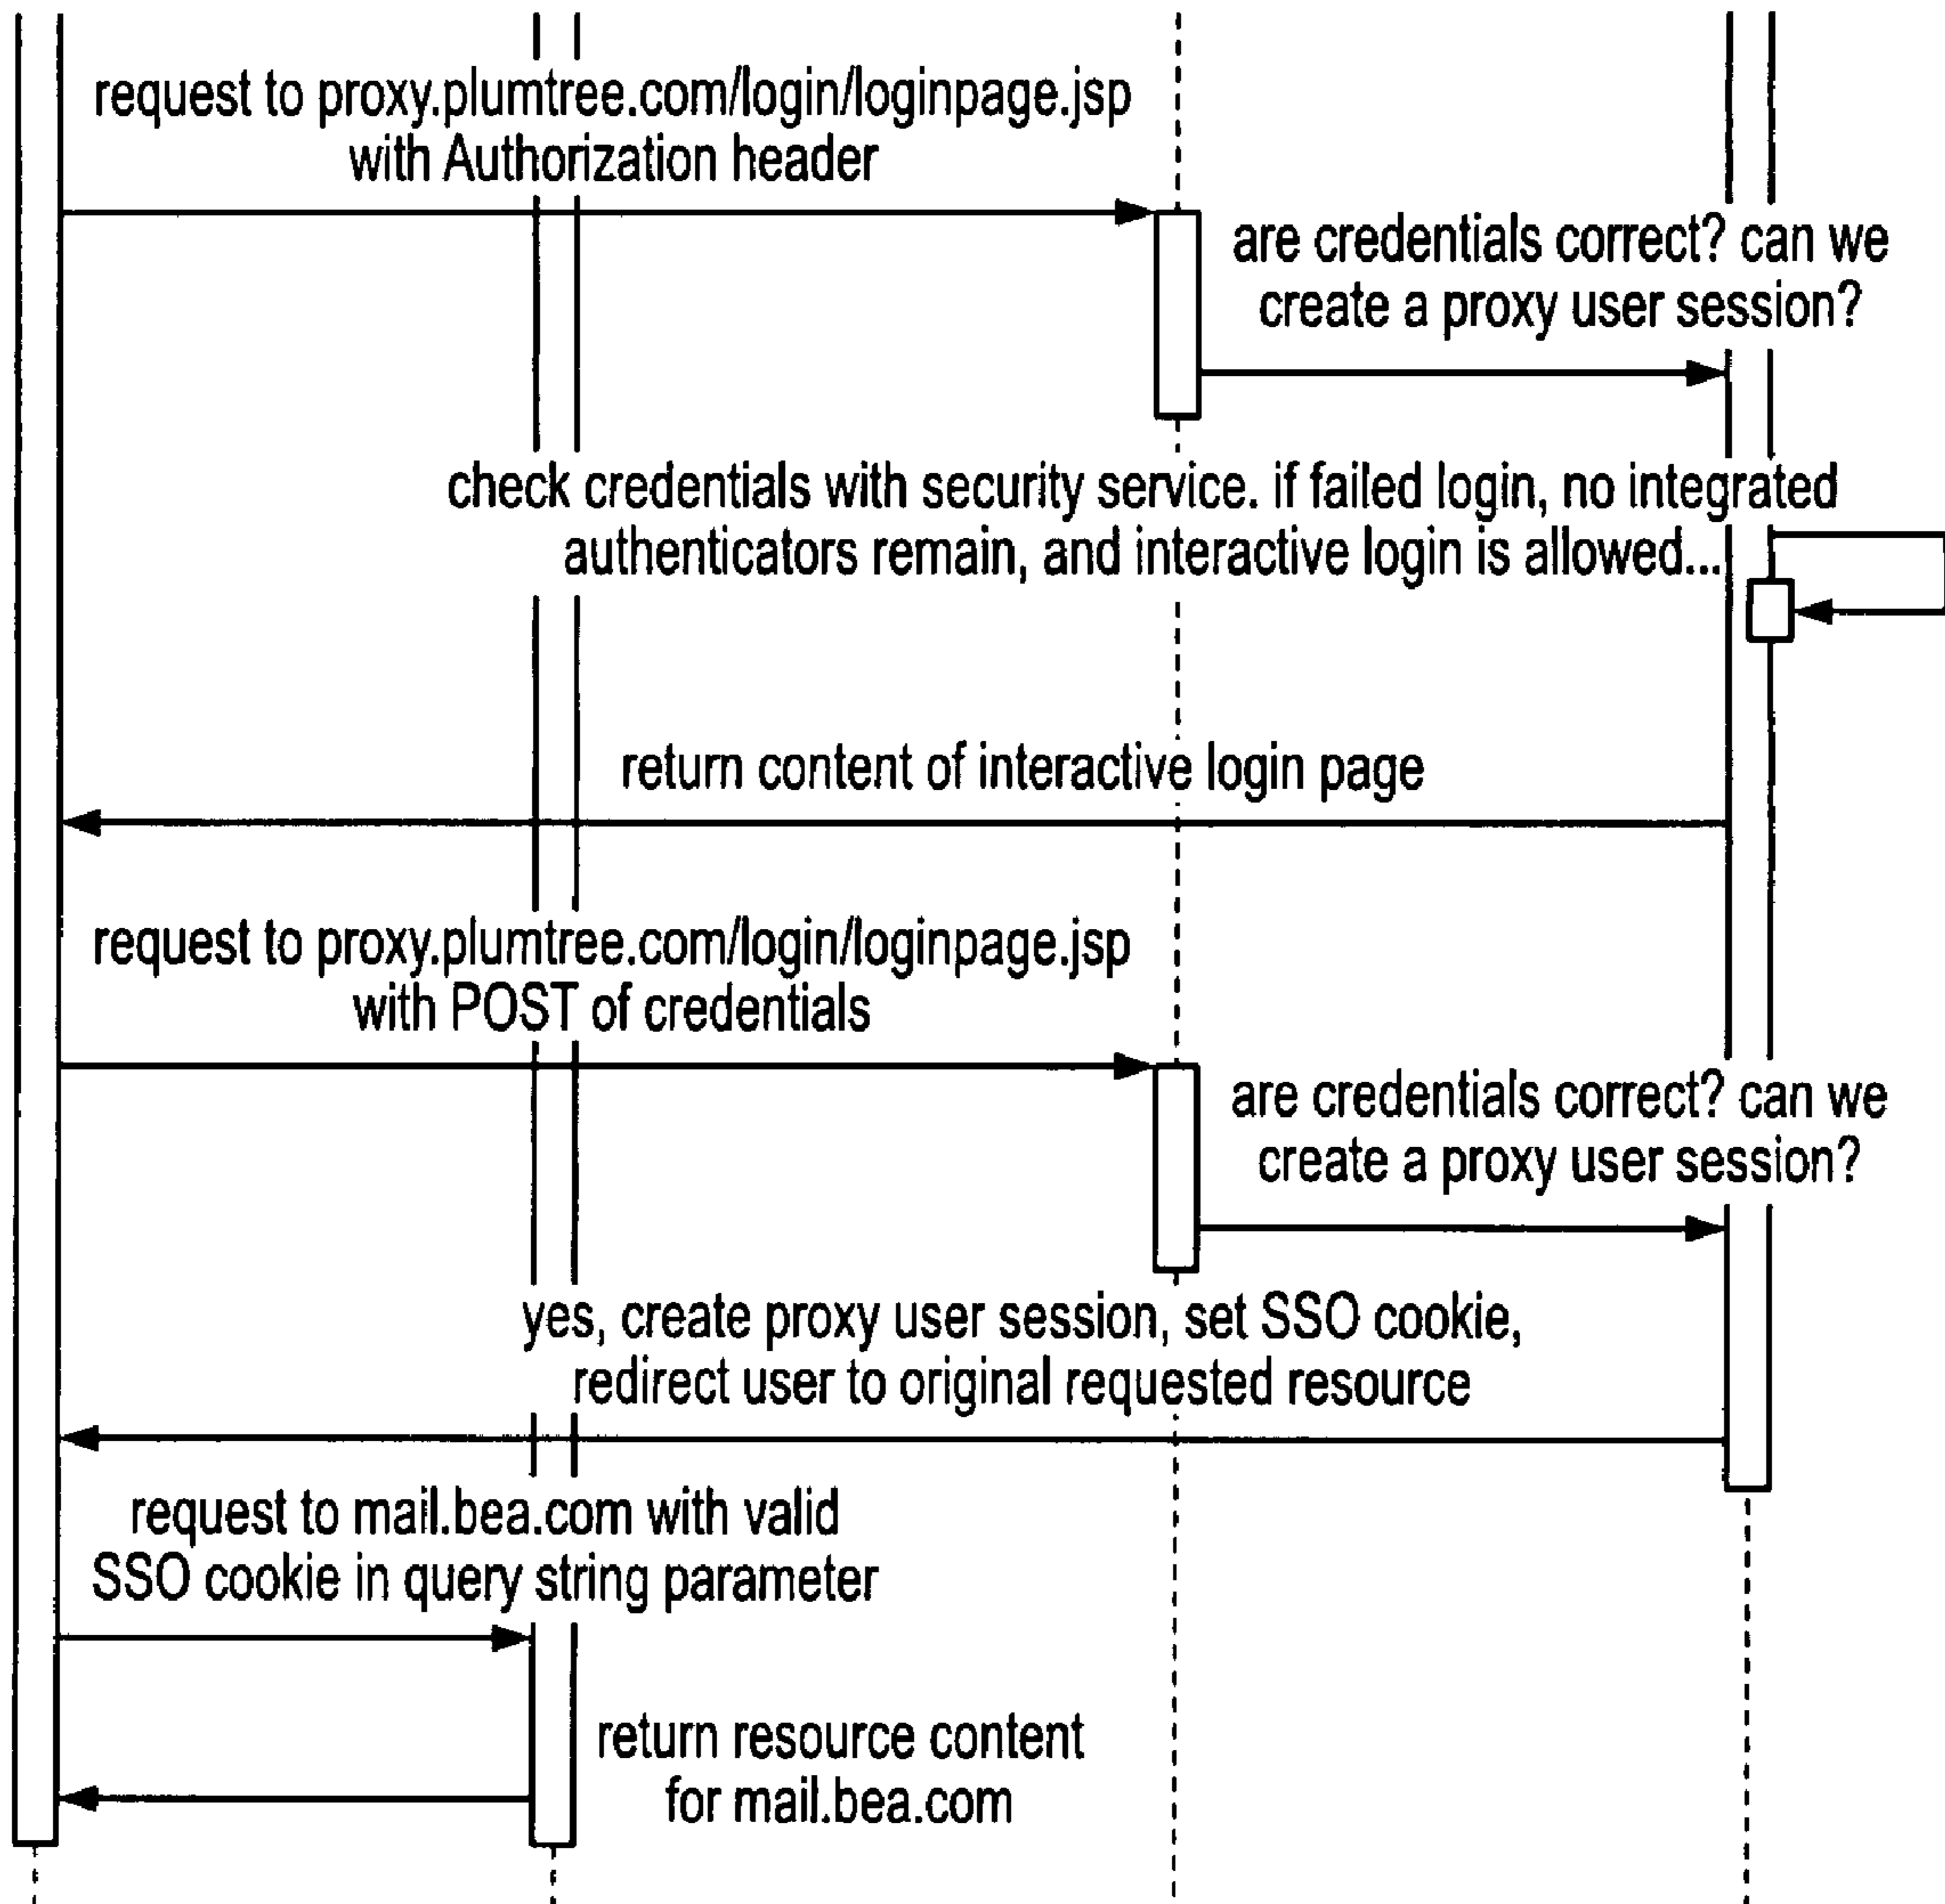 request to proxy.plumtree.com/login/loginpage.jsp
with Authorization header
are credentials correct? can we
create a proxy user session?
check credentials with security service. if failed login, no integrated
authenticators remain, and interactive login is allowed...
return content of interactive login page
request to proxy.plumtree.com/login/loginpage.jsp
with POST of credentials
are credentials correct? can we
create a proxy user session?
yes, create proxy user session, set SSO cookie,
redirect user to original requested resource
request to mail.bea.com with valid
SSO cookie in query string parameter
return resource content
for mail.bea.com